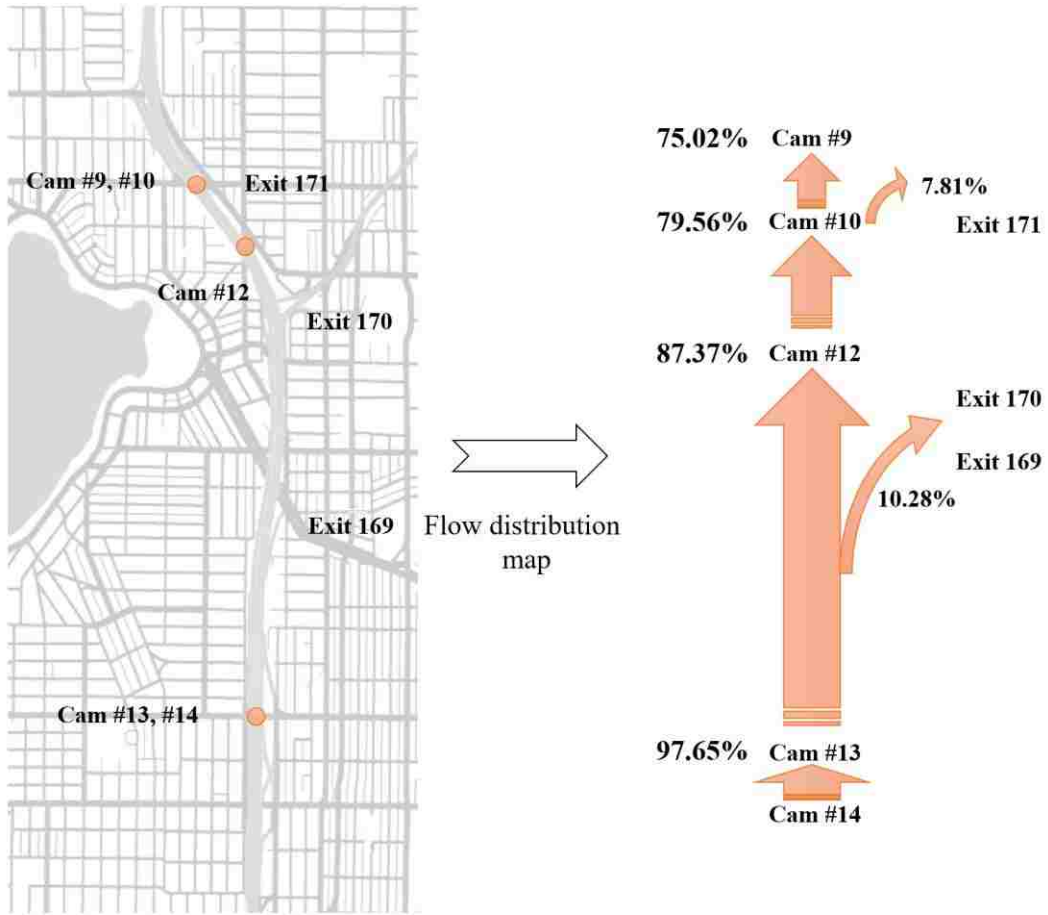 Cam #9, #10
Exit 171
Cam #12
Exit 170
Exit 169
Cam #13, #14
Flow distribution
map
75.02% Cam #9
7.81%
79.56% Cam #10
Exit 171
87.37% Cam #12
Exit 170
Exit 169
10.28%
97.65% Cam #13
Cam #14